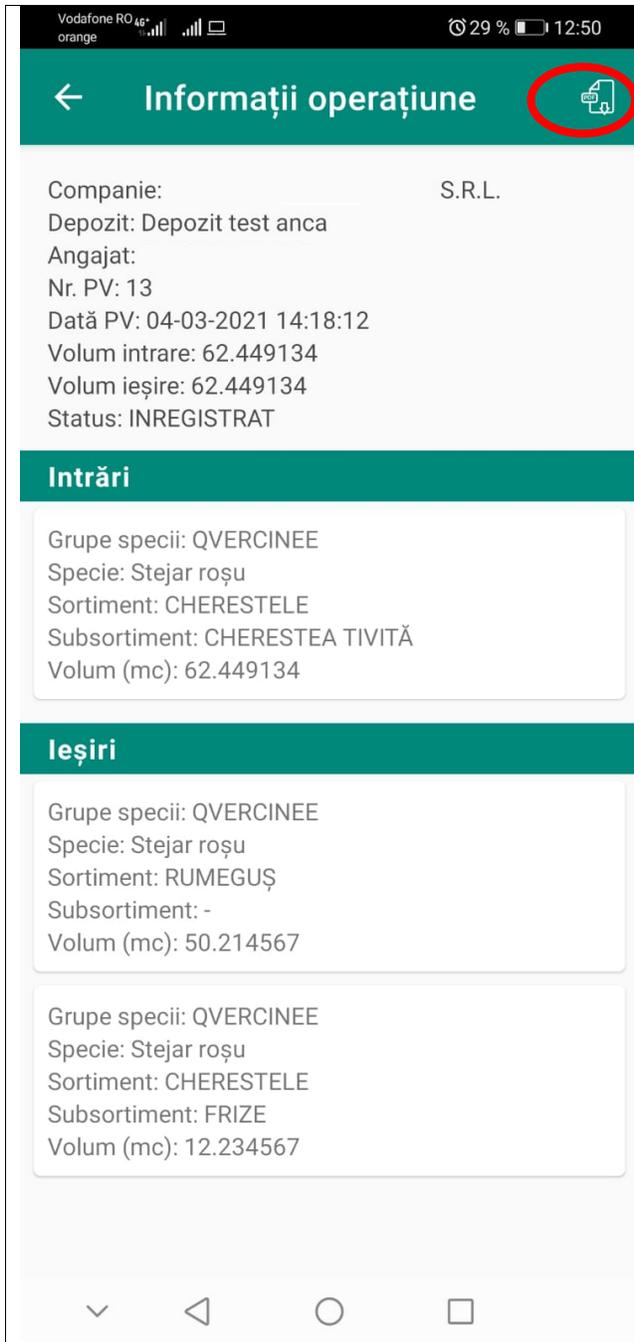 Vodafone RO 4G+
orange
29 % 12:50
Informații operațiune
PDF
Companie: S.R.L.
Depozit: Depozit test anca
Angajat:
Nr. PV: 13
Dată PV: 04-03-2021 14:18:12
Volum intrare: 62.449134
Volum ieșire: 62.449134
Status: INREGISTRAT
Intrări
Grupe specii: QVERCINEE
Specie: Stejar roșu
Sortiment: CHERESTELE
Subsortiment: CHERESTEA TIVITĂ
Volum (mc): 62.449134
Ieșiri
Grupe specii: QVERCINEE
Specie: Stejar roșu
Sortiment: RUMEGUȘ
Subsortiment: -
Volum (mc): 50.214567
Grupe specii: QVERCINEE
Specie: Stejar roșu
Sortiment: CHERESTELE
Subsortiment: FRIZE
Volum (mc): 12.234567